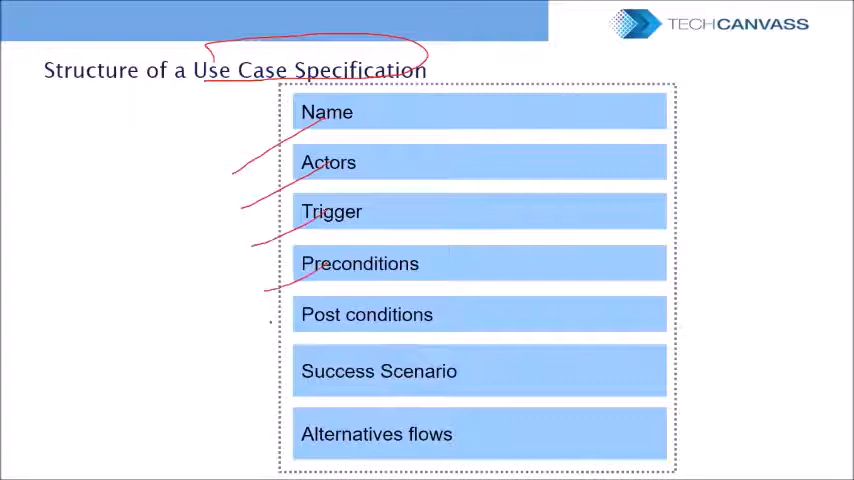 TECHCANVASS
Structure of a Use Case Specification
Name
Actors
Trigger
Preconditions
Post conditions
Success Scenario
Alternatives flows